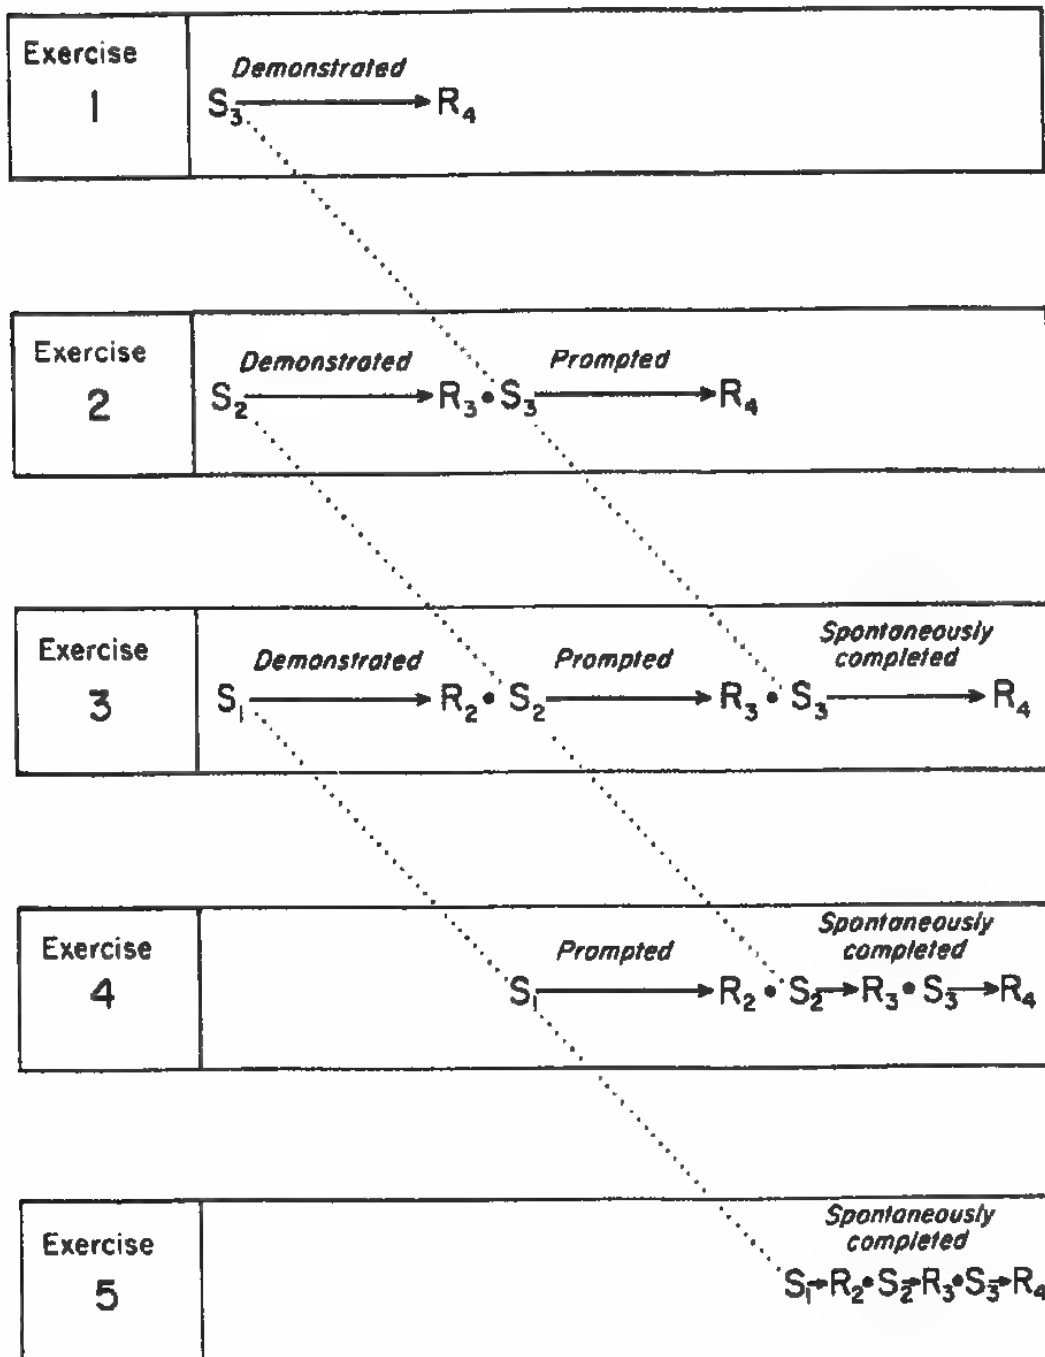 Exercise
1
Demonstrated
S₃ → R₄
Exercise
2
Demonstrated Prompted
S₂ → R₃ • S₃ → R₄
Exercise
3
Demonstrated Prompted Spontaneously
completed
S₁ → R₂ • S₂ → R₃ • S₃ → R₄
Exercise
4
Prompted Spontaneously
completed
S₁ → R₂ • S₂ → R₃ • S₃ → R₄
Exercise
5
Spontaneously
completed
S₁ → R₂ • S₂ → R₃ • S₃ → R₄